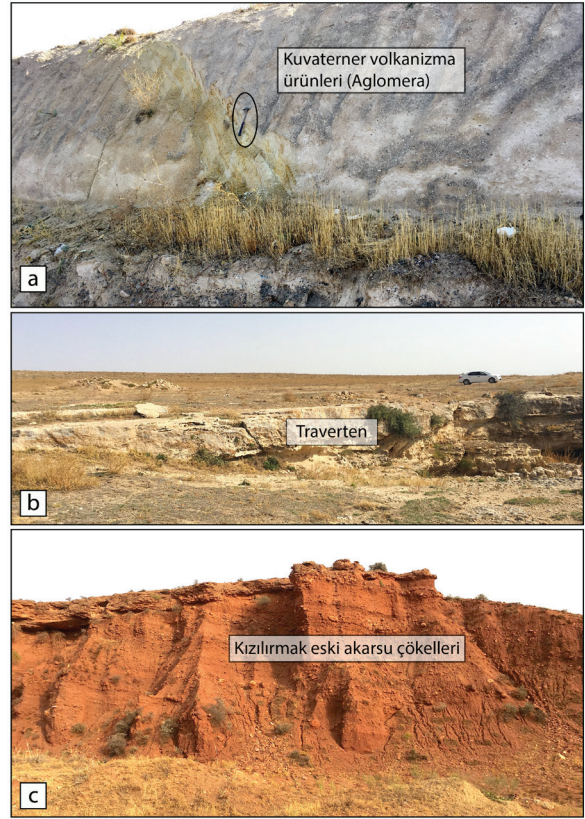 Kuvaterner volkanizma
ürünleri (Aglomera)
a
Traverten
b
Kızılırmak eski akarsu çökelleri
c